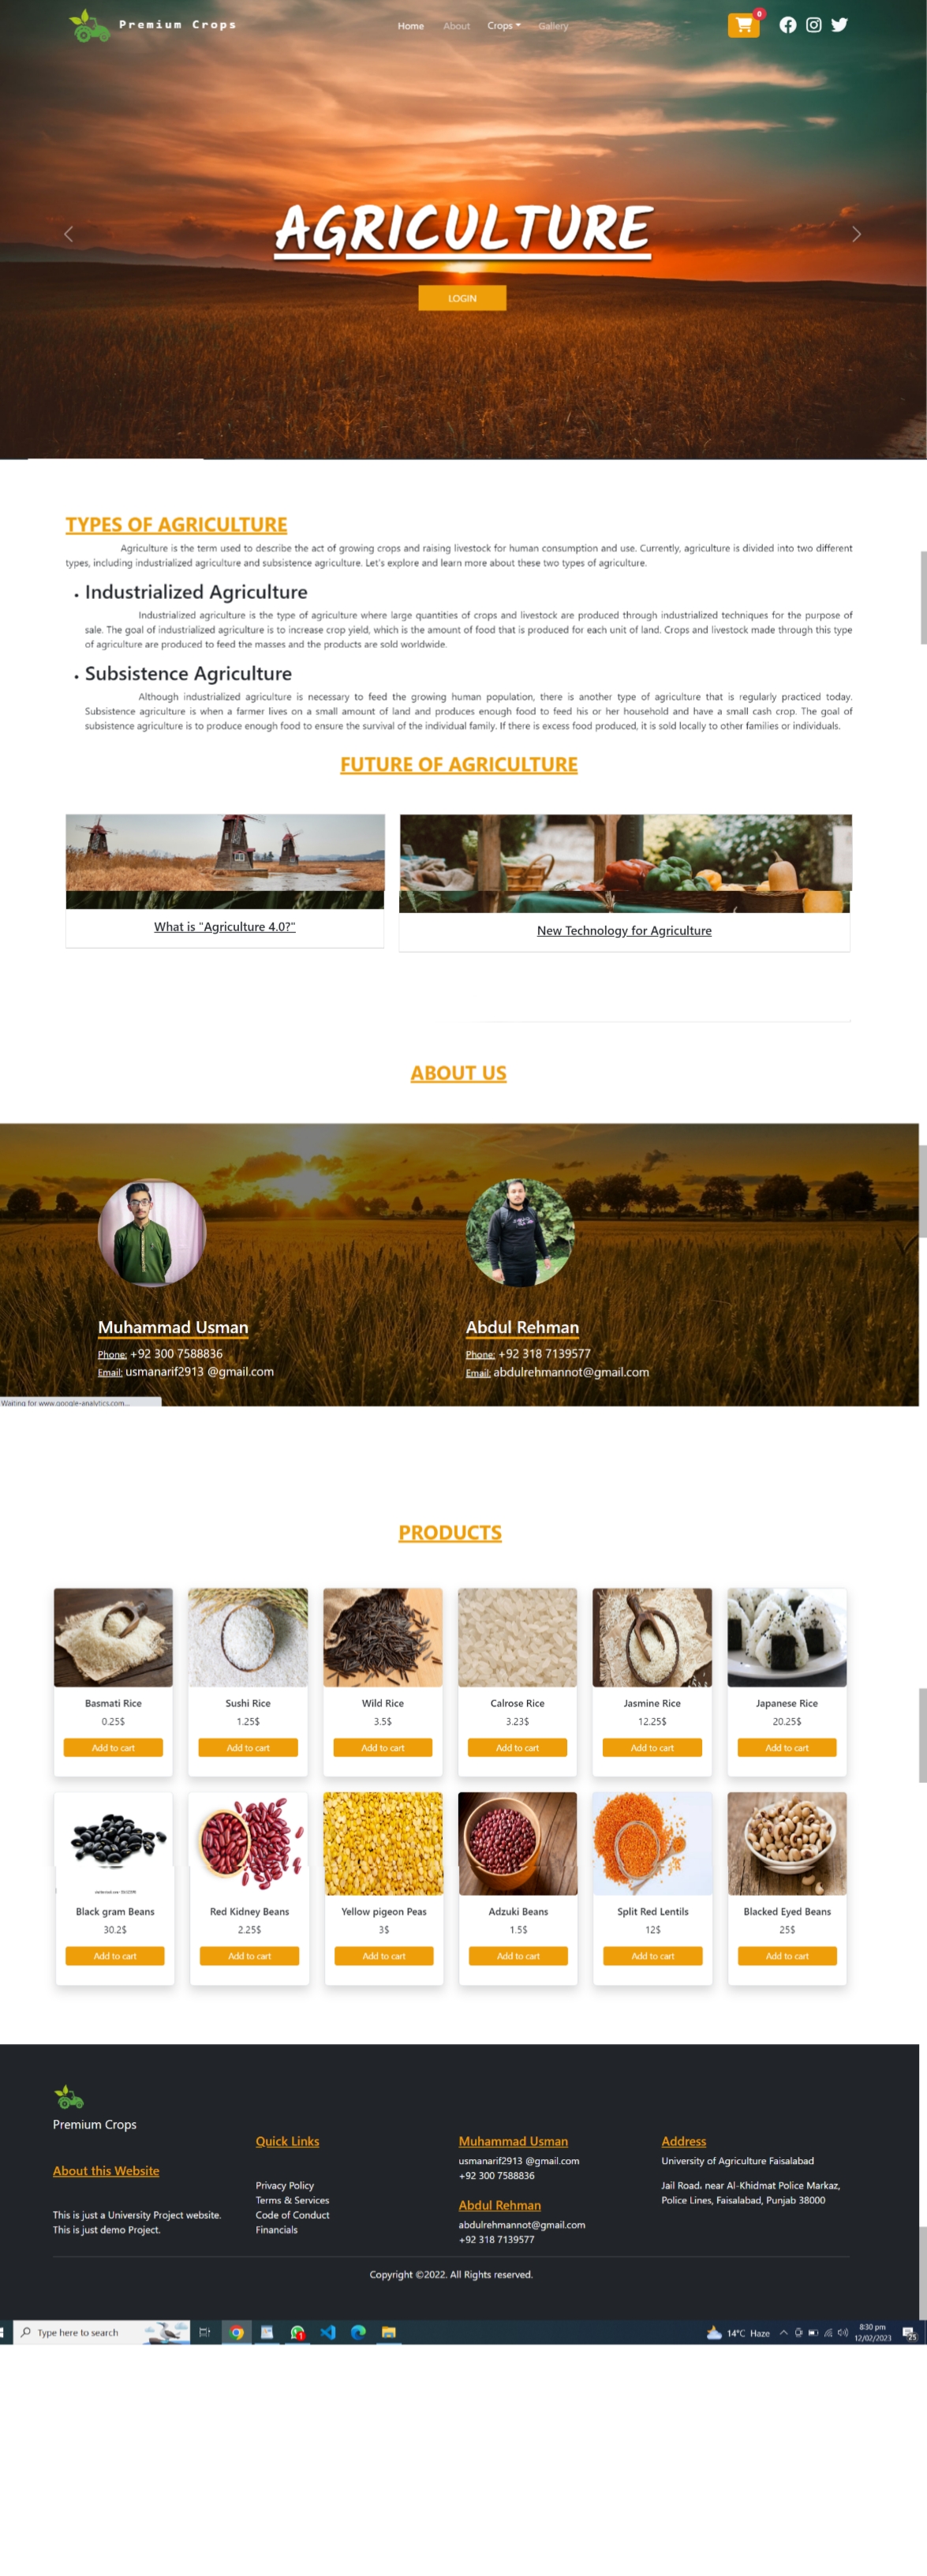 Premium Crops
Home About Crops Gallery
0
AGRICULTURE
LOGIN
TYPES OF AGRICULTURE
Agriculture is the term used to describe the act of growing crops and raising livestock for human consumption and use. Currently, agriculture is divided into two different
types, including industrialized agriculture and subsistence agriculture. Let's explore and learn more about these two types of agriculture.
• Industrialized Agriculture
Industrialized agriculture is the type of agriculture where large quantities of crops and livestock are produced through industrialized techniques for the purpose of
sale. The goal of industrialized agriculture is to increase crop yield, which is the amount of food that is produced for each unit of land. Crops and livestock made through this type
of agriculture are produced to feed the masses and the products are sold worldwide.
• Subsistence Agriculture
Although industrialized agriculture is necessary to feed the growing human population, there is another type of agriculture that is regularly practiced today.
Subsistence agriculture is when a farmer lives on a small amount of land and produces enough food to feed his or her household and have a small cash crop. The goal of
subsistence agriculture is to produce enough food to ensure the survival of the individual family. If there is excess food produced, it is sold locally to other families or individuals.
FUTURE OF AGRICULTURE
What is "Agriculture 4.0?"
New Technology for Agriculture
ABOUT US
Muhammad Usman
Phone: +92 300 7588836
Email: usmanarif2913 @gmail.com
Abdul Rehman
Phone: +92 318 7139577
Email: abdulrehmannot@gmail.com
Waiting for www.google-analytics.com...
PRODUCTS
Basmati Rice
0.25$
Add to cart
Sushi Rice
1.25$
Add to cart
Wild Rice
3.5$
Add to cart
Calrose Rice
3.23$
Add to cart
Jasmine Rice
12.25$
Add to cart
Japanese Rice
20.25$
Add to cart
Black gram Beans
30.2$
Add to cart
Red Kidney Beans
2.25$
Add to cart
Yellow pigeon Peas
3$
Add to cart
Adzuki Beans
1.5$
Add to cart
Split Red Lentils
12$
Add to cart
Blacked Eyed Beans
25$
Add to cart
Premium Crops
About this Website
This is just a University Project website.
This is just demo Project.
Quick Links
Privacy Policy
Terms & Services
Code of Conduct
Financials
Muhammad Usman
usmanarif2913 @gmail.com
+92 300 7588836
Abdul Rehman
abdulrehmannot@gmail.com
+92 318 7139577
Address
University of Agriculture Faisalabad
Jail Road، near Al-Khidmat Police Markaz,
Police Lines, Faisalabad, Punjab 38000
Copyright ©2022. All Rights reserved.
Type here to search
1
14°C Haze
8:30 pm
12/02/2023
25